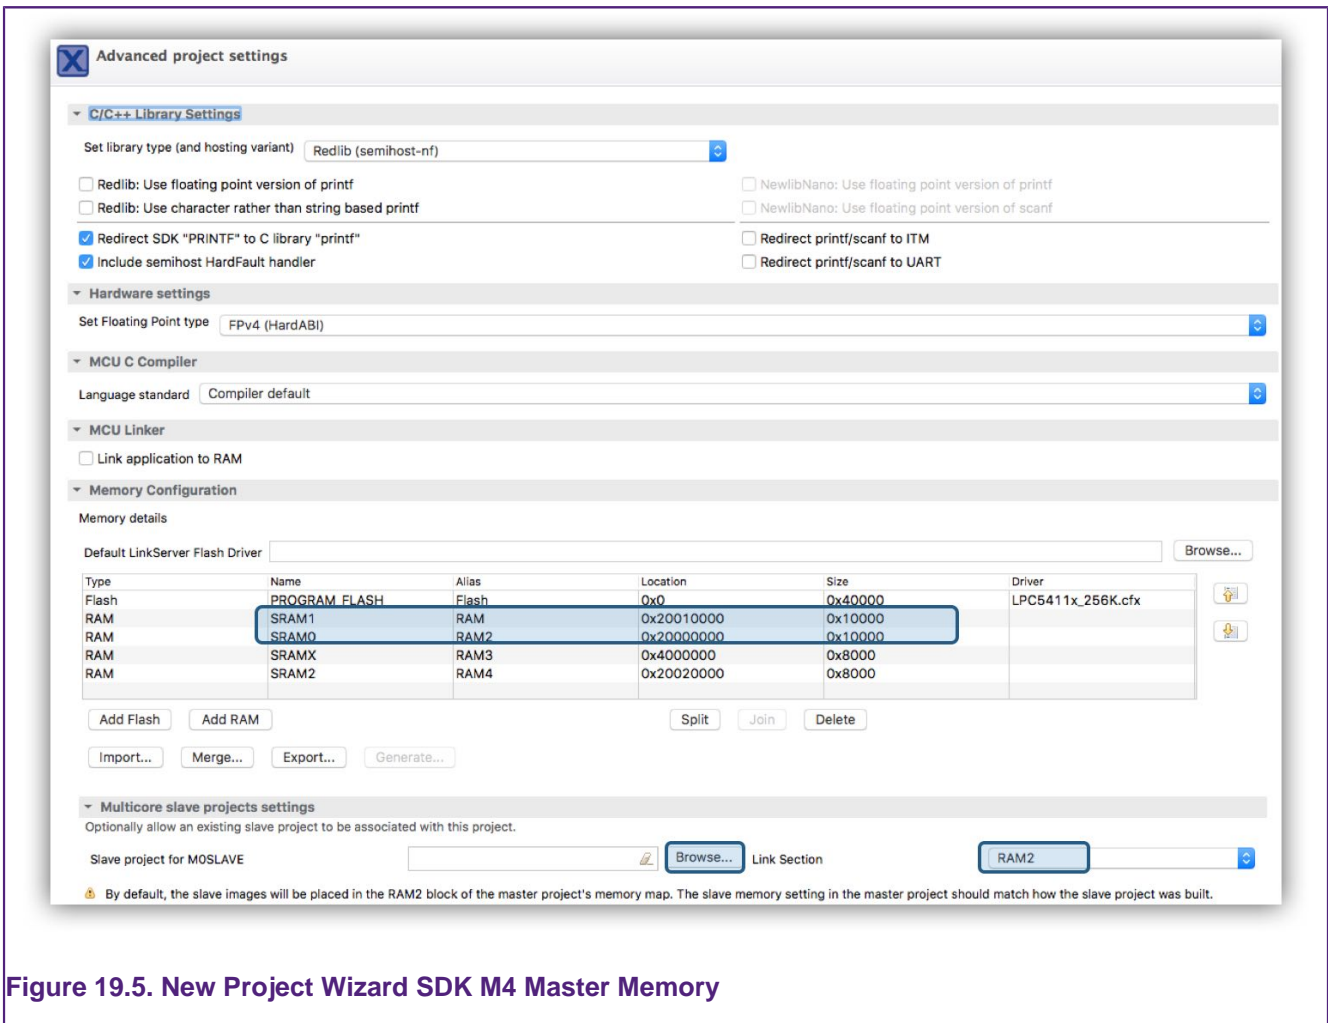 Advanced project settings
C/C++ Library Settings
Set library type (and hosting variant) Redlib (semihost-nf)
Redlib: Use floating point version of printf NewlibNano: Use floating point version of printf
Redlib: Use character rather than string based printf NewlibNano: Use floating point version of scanf
Redirect SDK "PRINTF" to C library "printf" Redirect printf/scanf to ITM
Include semihost HardFault handler Redirect printf/scanf to UART
Hardware settings
Set Floating Point type FPv4 (HardABI)
MCU C Compiler
Language standard Compiler default
MCU Linker
Link application to RAM
Memory Configuration
Memory details
Default LinkServer Flash Driver Browse...
Type Name Alias Location Size Driver
Flash PROGRAM_FLASH Flash 0x0 0x40000 LPC5411x_256K.cfx
RAM SRAM1 RAM 0x20010000 0x10000
RAM SRAM0 RAM2 0x20000000 0x10000
RAM SRAMX RAM3 0x4000000 0x8000
RAM SRAM2 RAM4 0x20020000 0x8000
Add Flash Add RAM Split Join Delete
Import... Merge... Export... Generate...
Multicore slave projects settings
Optionally allow an existing slave project to be associated with this project.
Slave project for M0SLAVE Browse... Link Section RAM2
By default, the slave images will be placed in the RAM2 block of the master project's memory map. The slave memory setting in the master project should match how the slave project was built.
Figure 19.5. New Project Wizard SDK M4 Master Memory